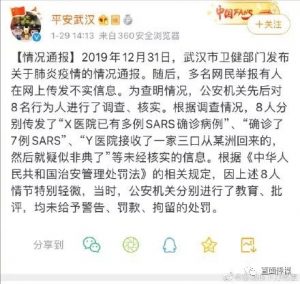 平安武汉
1-29 14:13 来自360安全浏览器
+关注
【情况通报】2019年12月31日，武汉市卫健部门发布
关于肺炎疫情的情况通报。随后，多名网民举报有人
在网上传发不实信息。为查明情况，公安机关先后对
8名行为人进行了调查、核实。根据调查情况，8人分
别传发了“X医院已有多例SARS确诊病例”、“确诊了
7例SARS”、“Y医院接收了一家三口从某洲回来的，
然后就疑似非典了”等未经核实的信息。根据《中华人
民共和国治安管理处罚法》的相关规定，因上述8人
情节特别轻微，当时，公安机关分别进行了教育、批
评，均未给予警告、罚款、拘留的处罚。
分享到